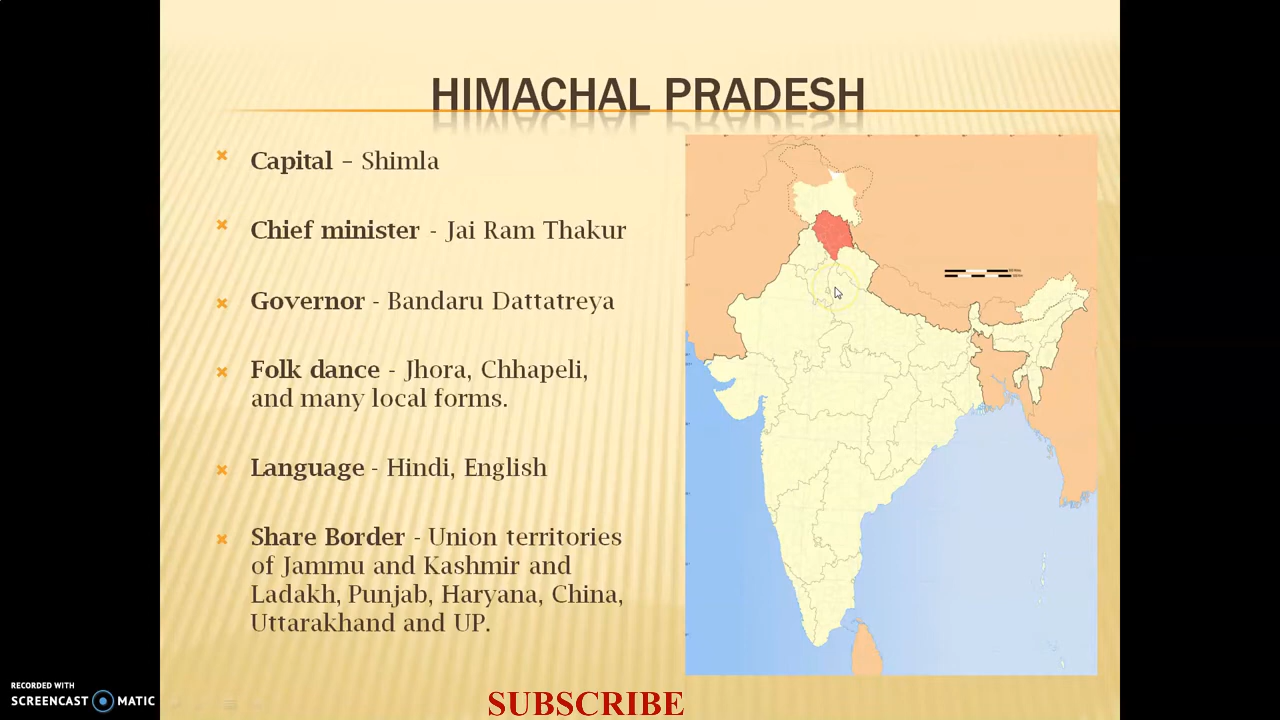 HIMACHAL PRADESH
Capital – Shimla
Chief minister - Jai Ram Thakur
Governor - Bandaru Dattatreya
Folk dance - Jhora, Chhapeli,
and many local forms.
Language - Hindi, English
Share Border - Union territories
of Jammu and Kashmir and
Ladakh, Punjab, Haryana, China,
Uttarakhand and UP.
RECORDED WITH
SCREENCAST MATIC
SUBSCRIBE